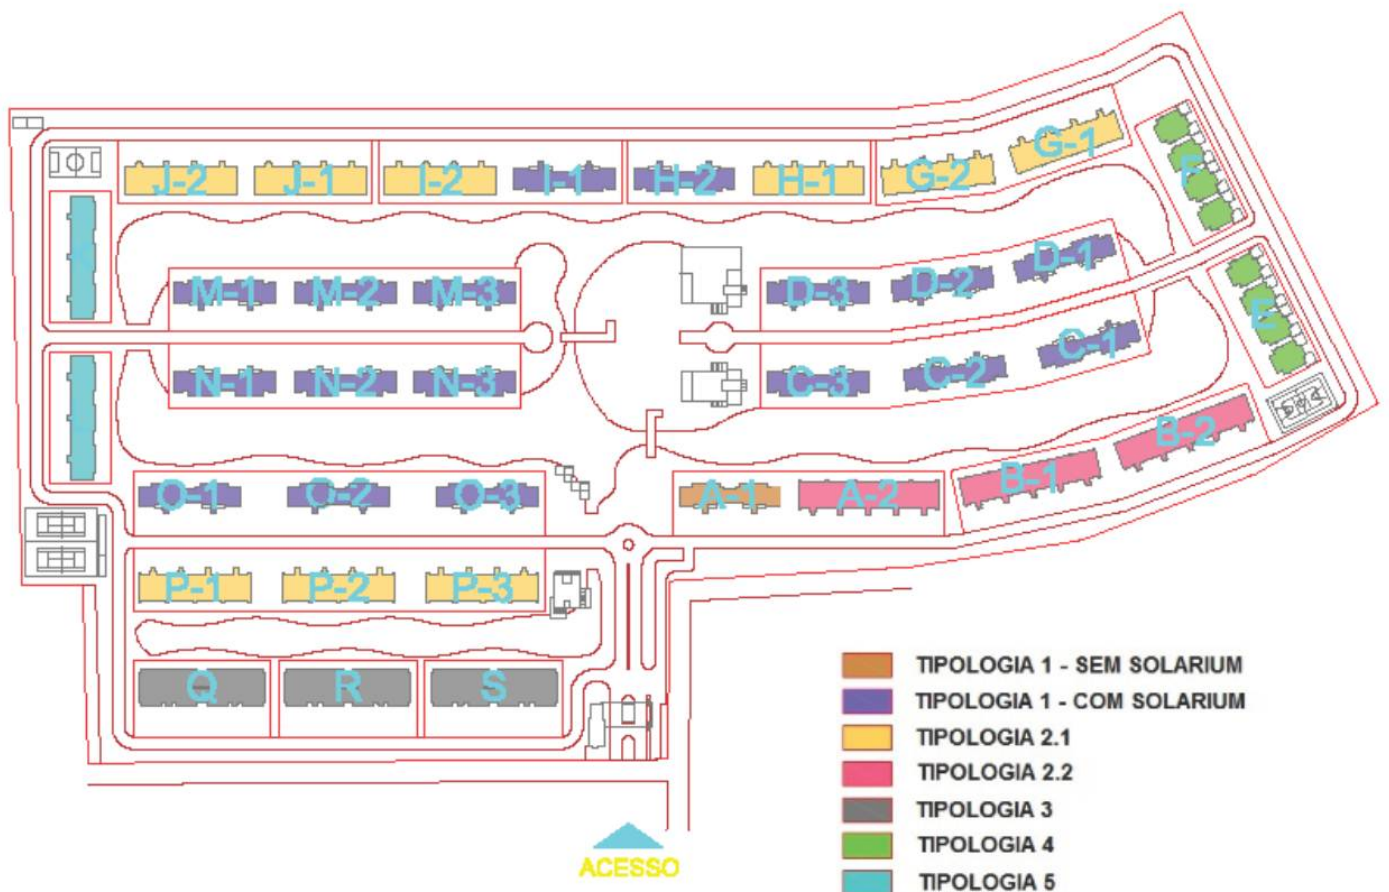 J-2 J-1 I-2 I-1 H-2 H-1 G-2 G-1 F
M-1 M-2 M-3 D-3 D-2 D-1
E
N-1 N-2 N-3 C-3 C-2 C-1
O-1 O-2 O-3 A-1 A-2 B-1 B-2
P-1 P-2 P-3
Q R S
TIPOLOGIA 1 - SEM SOLARIUM
TIPOLOGIA 1 - COM SOLARIUM
TIPOLOGIA 2.1
TIPOLOGIA 2.2
TIPOLOGIA 3
TIPOLOGIA 4
TIPOLOGIA 5
ACESSO